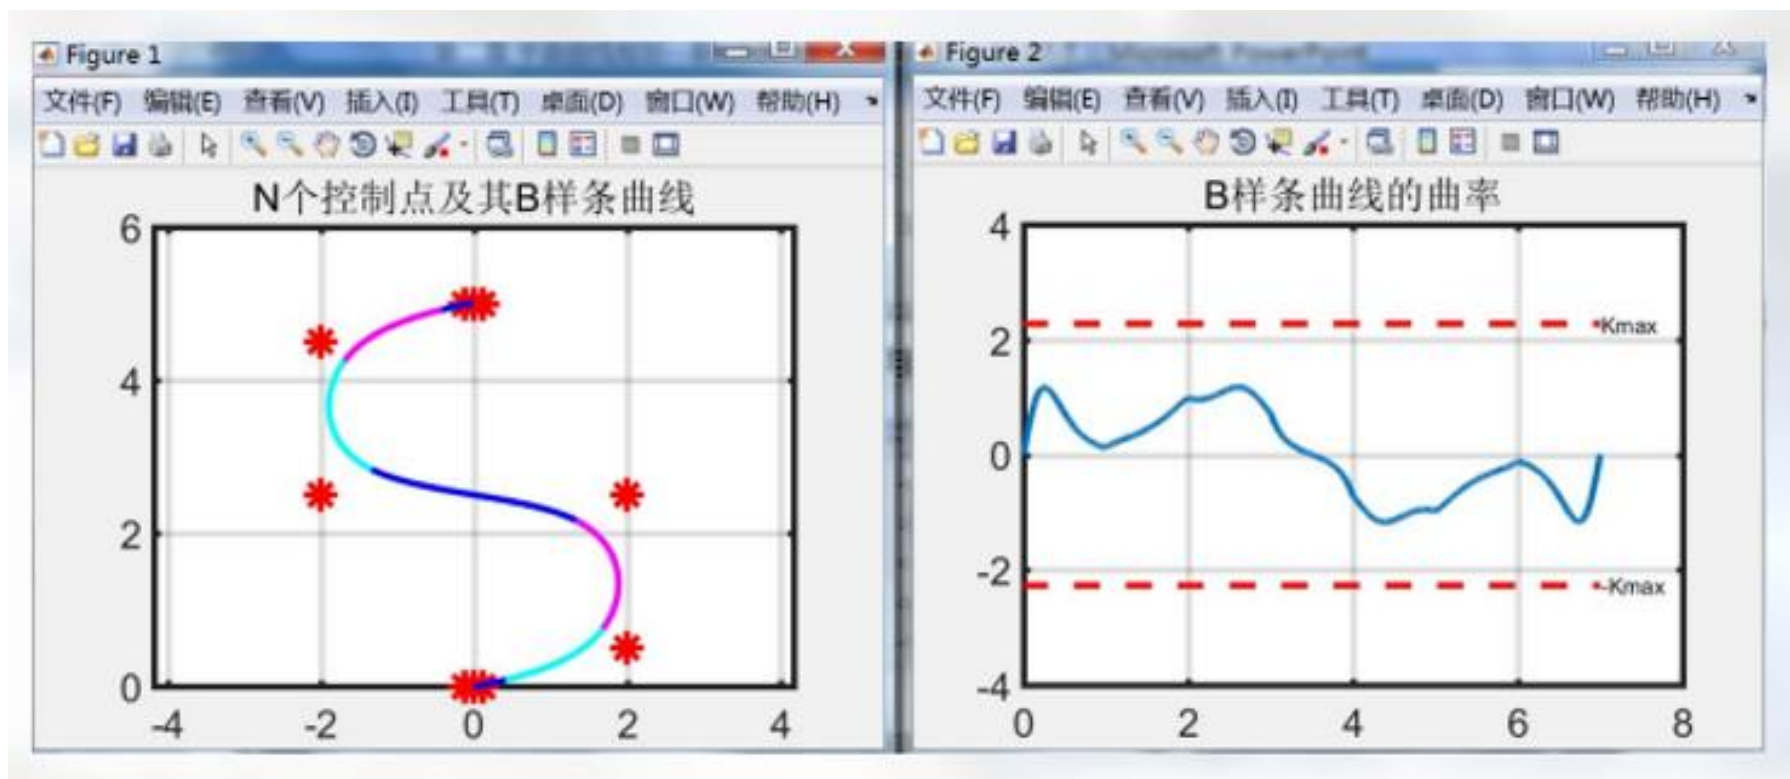 Figure 1
文件(F) 编辑(E) 查看(V) 插入(I) 工具(T) 桌面(D) 窗口(W) 帮助(H)
N个控制点及其B样条曲线
6
4
2
0
-4 -2 0 2 4
Figure 2
Microsoft PowerPoint
文件(F) 编辑(E) 查看(V) 插入(I) 工具(T) 桌面(D) 窗口(W) 帮助(H)
B样条曲线的曲率
4
Kmax
2
0
-2
-Kmax
-4
0 2 4 6 8